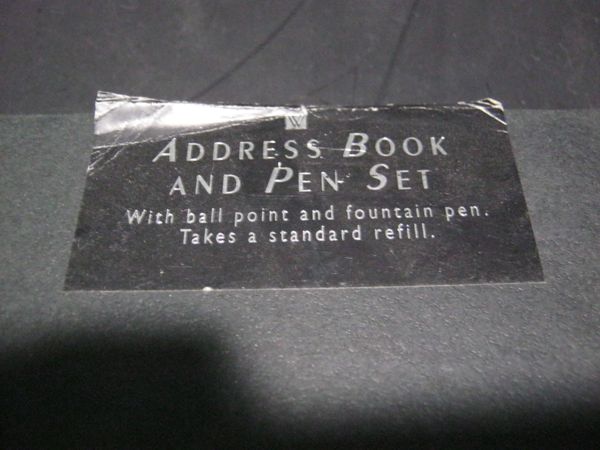 W
ADDRESS BOOK
AND PEN SET
With ball point and fountain pen.
Takes a standard refill.